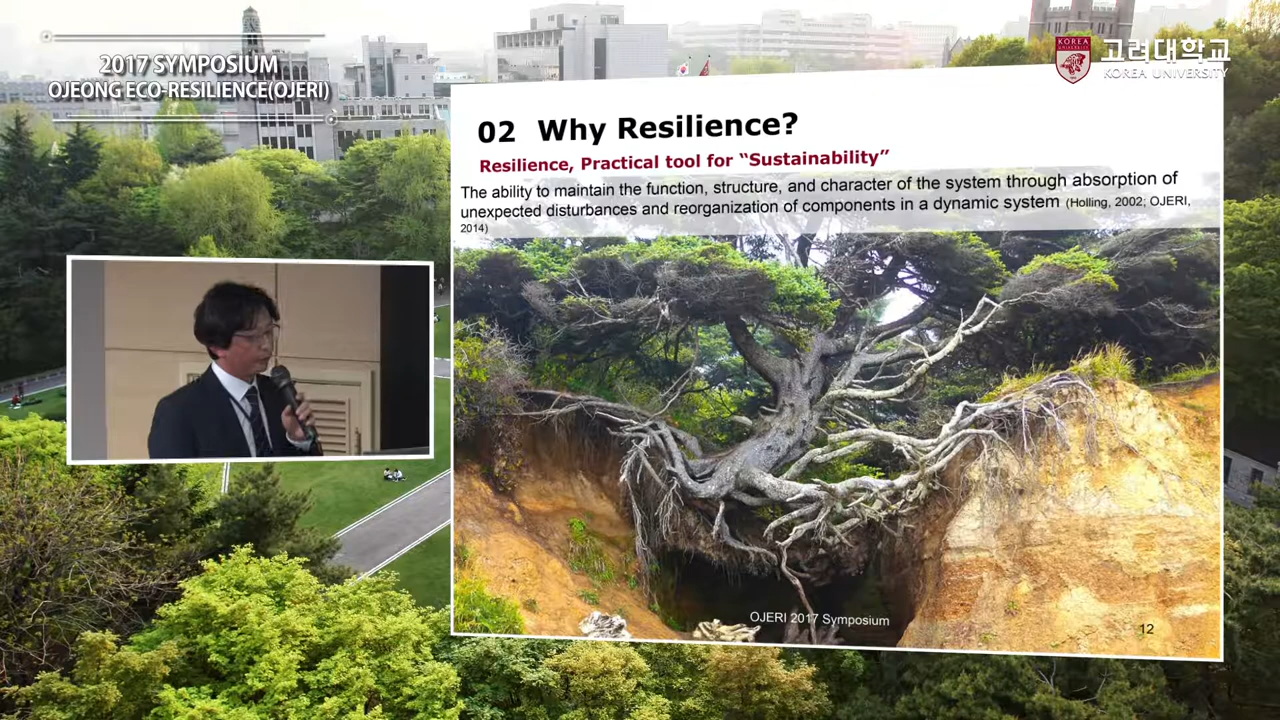 2017 SYMPOSIUM
OJEONG ECO-RESILIENCE(OJERI)
KOREA
UNIVERSITY
고려대학교
KOREA UNIVERSITY
02 Why Resilience?
Resilience, Practical tool for “Sustainability”
The ability to maintain the function, structure, and character of the system through absorption of
unexpected disturbances and reorganization of components in a dynamic system (Holling, 2002; OJERI,
2014)
OJERI 2017 Symposium
12